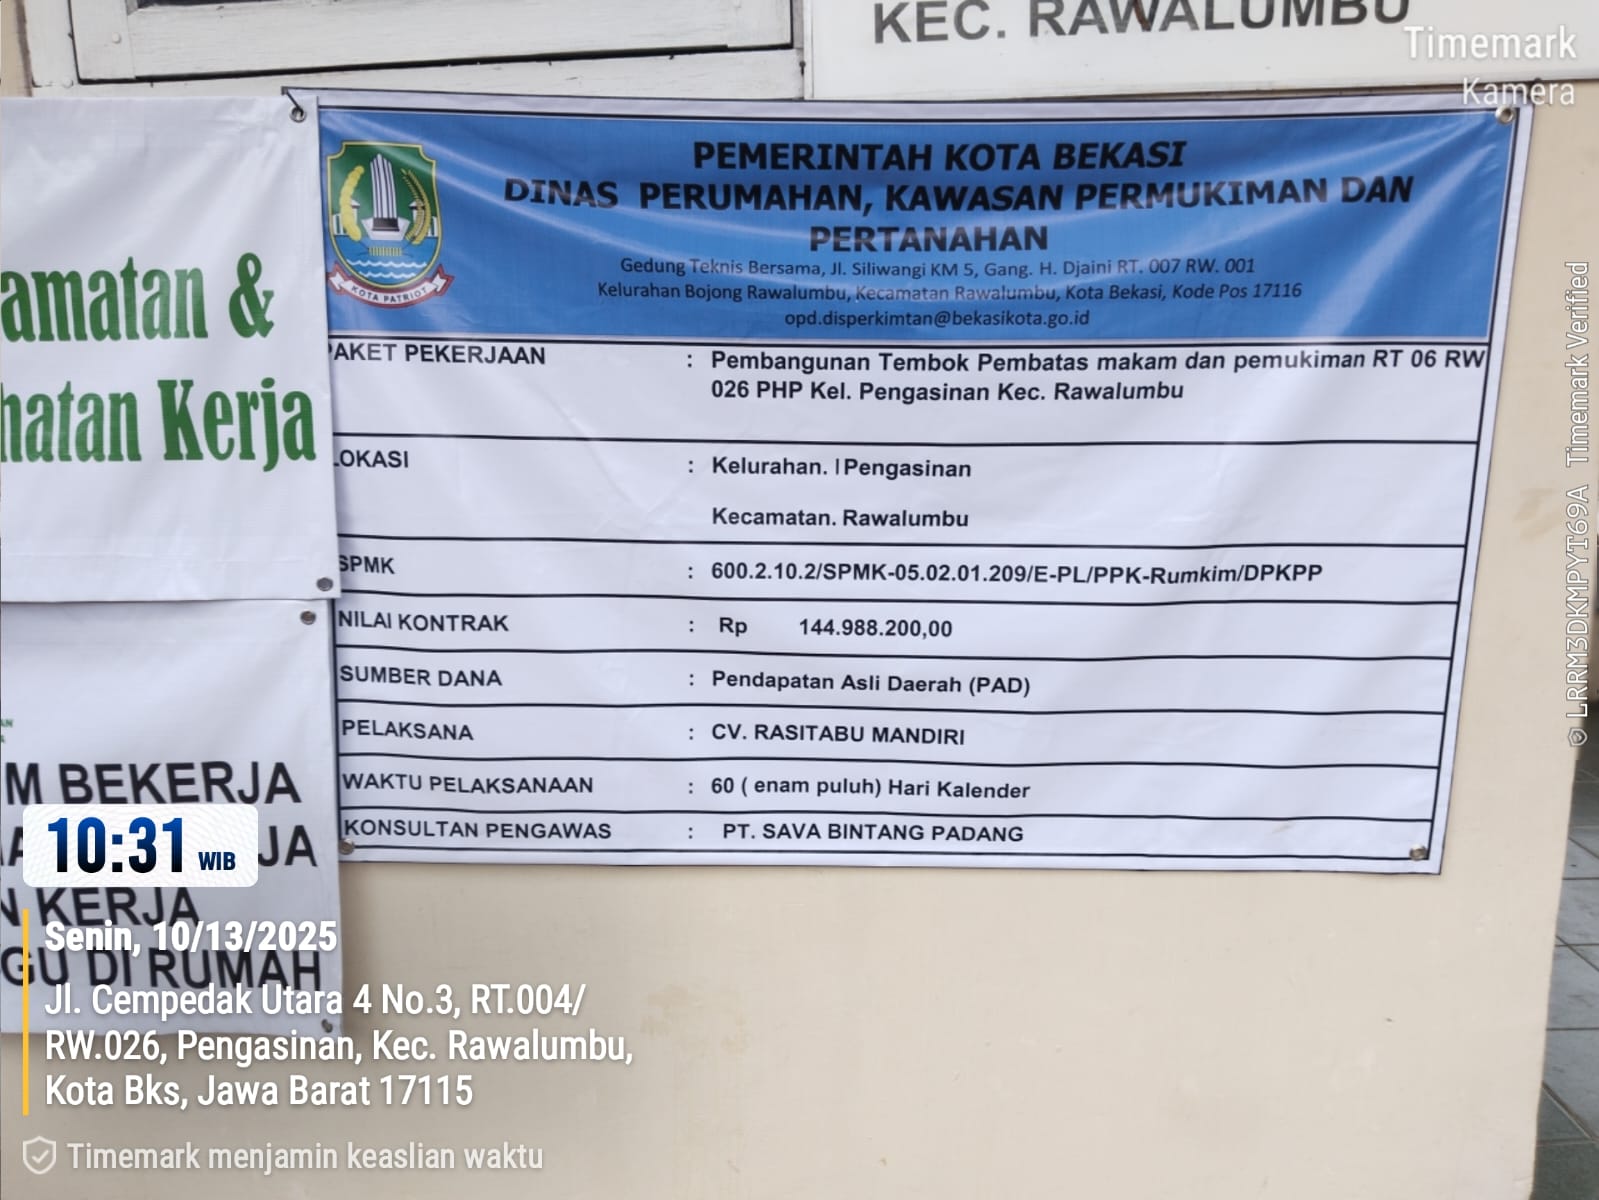 KEC. RAWALUMBU
Timemark
Kamera
PEMERINTAH KOTA BEKASI
DINAS PERUMAHAN, KAWASAN PERMUKIMAN DAN
PERTANAHAN
Gedung Teknis Bersama, Jl. Siliwangi KM 5, Gang. H. Djaini RT. 007 RW. 001
Kelurahan Bojong Rawalumbu, Kecamatan Rawalumbu, Kota Bekasi, Kode Pos 17116
opd.disperkimtan@bekasikota.go.id
KOTA PATRIOT
amatan &
hatan Kerja
PAKET PEKERJAAN : Pembangunan Tembok Pembatas makam dan pemukiman RT 06 RW
026 PHP Kel. Pengasinan Kec. Rawalumbu
LOKASI : Kelurahan. | Pengasinan
Kecamatan. Rawalumbu
SPMK : 600.2.10.2/SPMK-05.02.01.209/E-PL/PPK-Rumkim/DPKPP
NILAI KONTRAK : Rp 144.988.200,00
SUMBER DANA : Pendapatan Asli Daerah (PAD)
PELAKSANA : CV. RASITABU MANDIRI
WAKTU PELAKSANAAN : 60 ( enam puluh) Hari Kalender
KONSULTAN PENGAWAS : PT. SAVA BINTANG PADANG
M BEKERJA
JA
N KERJA
GU DI RUMAH
10:31 WIB
Senin, 10/13/2025
Jl. Cempedak Utara 4 No.3, RT.004/
RW.026, Pengasinan, Kec. Rawalumbu,
Kota Bks, Jawa Barat 17115
Timemark menjamin keaslian waktu
LRRM3DKMPYT69A Timemark Verified